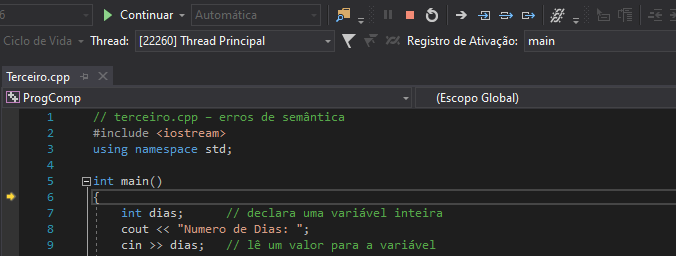 6 Continuar Automática
Ciclo de Vida Thread: [22260] Thread Principal Registro de Ativação: main
Terceiro.cpp
ProgComp (Escopo Global)
1 // terceiro.cpp – erros de semântica
2 #include <iostream>
3 using namespace std;
4
5 int main()
6 {
7 int dias; // declara uma variável inteira
8 cout << "Numero de Dias: ";
9 cin >> dias; // lê um valor para a variável